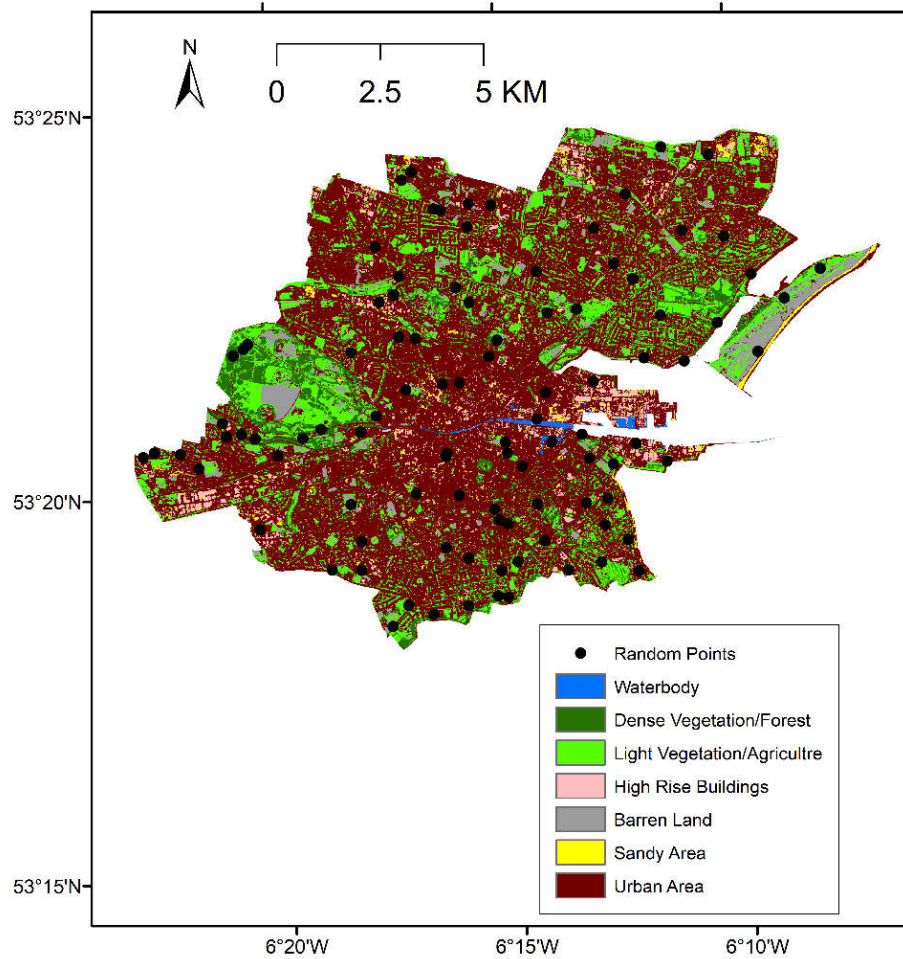 N
0 2.5 5 KM
53°25'N
53°20'N
53°15'N
Random Points
Waterbody
Dense Vegetation/Forest
Light Vegetation/Agricultre
High Rise Buildings
Barren Land
Sandy Area
Urban Area
6°20'W 6°15'W 6°10'W